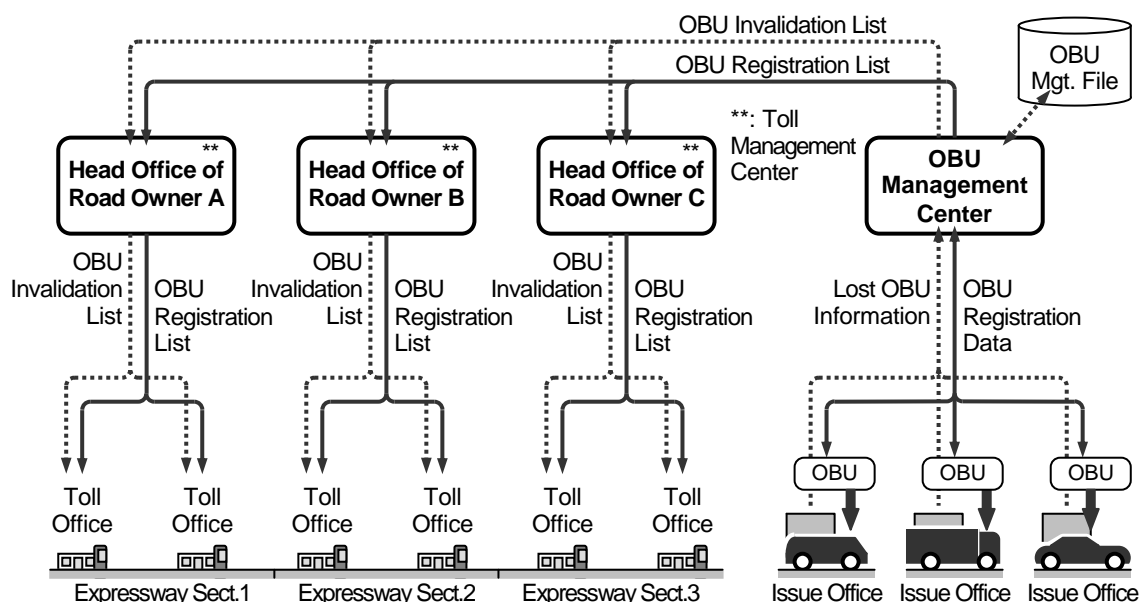 OBU Invalidation List
OBU Registration List
OBU
Mgt. File
**: Toll
Management
Center
**
Head Office of
Road Owner A
**
Head Office of
Road Owner B
**
Head Office of
Road Owner C
OBU
Management
Center
OBU
Invalidation
List
OBU
Registration
List
OBU
Invalidation
List
OBU
Registration
List
OBU
Invalidation
List
OBU
Registration
List
Lost OBU
Information
OBU
Registration
Data
OBU
OBU
OBU
Toll
Office
Toll
Office
Toll
Office
Toll
Office
Toll
Office
Toll
Office
Expressway Sect.1
Expressway Sect.2
Expressway Sect.3
Issue Office
Issue Office
Issue Office